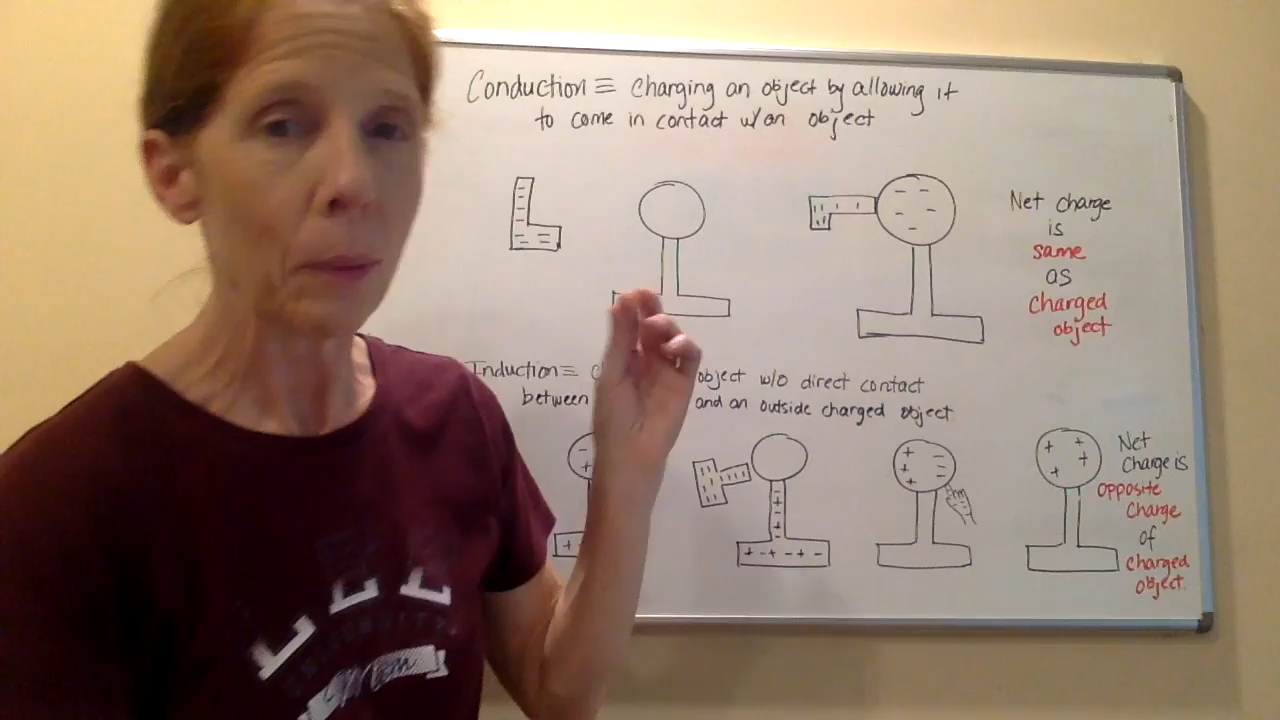 Conduction ≡ charging an object by allowing it
to come in contact w/an object
Net charge
is
same
as
charged
object
Induction ≡
object w/o direct contact
between
and an outside charged object
Net
charge is
opposite
charge
of
charged
object.
LEE
UNIVERSITY